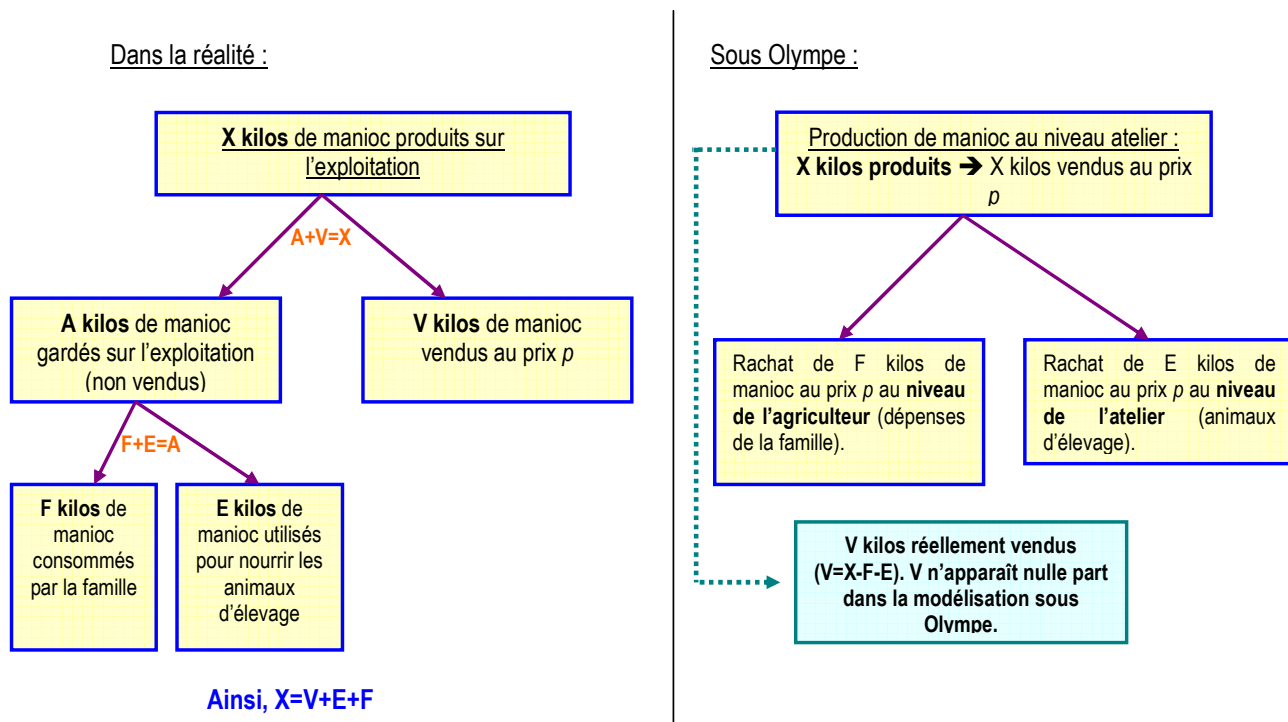 Dans la réalité :
X kilos de manioc produits sur
l'exploitation
A+V=X
A kilos de manioc
gardés sur l'exploitation
(non vendus)
V kilos de manioc
vendus au prix p
F+E=A
F kilos de
manioc
consommés
par la famille
E kilos de
manioc utilisés
pour nourrir les
animaux
d'élevage
Ainsi, X=V+E+F
Sous Olympe :
Production de manioc au niveau atelier :
X kilos produits ➔ X kilos vendus au prix
p
Rachat de F kilos de
manioc au prix p au niveau
de l'agriculteur (dépenses
de la famille).
Rachat de E kilos de
manioc au prix p au niveau
de l'atelier (animaux
d'élevage).
V kilos réellement vendus
(V=X-F-E). V n'apparaît nulle part
dans la modélisation sous
Olympe.